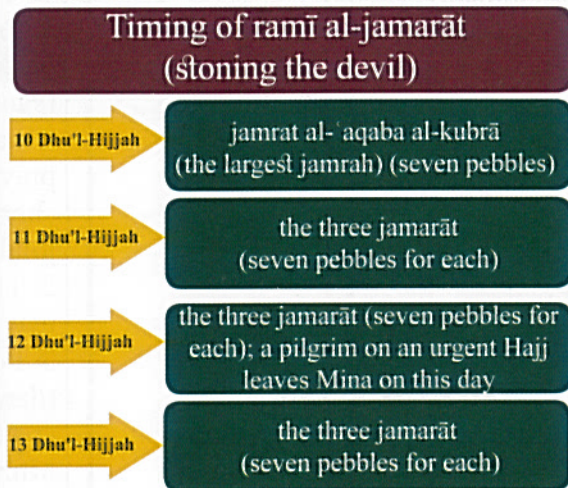 Timing of ramī al-jamarāt
(stoning the devil)
10 Dhu'l-Hijjah
jamrat al-ʿaqaba al-kubrā
(the largest jamrah) (seven pebbles)
11 Dhu'l-Hijjah
the three jamarāt
(seven pebbles for each)
12 Dhu'l-Hijjah
the three jamarāt (seven pebbles for
each); a pilgrim on an urgent Hajj
leaves Mina on this day
13 Dhu'l-Hijjah
the three jamarāt
(seven pebbles for each)